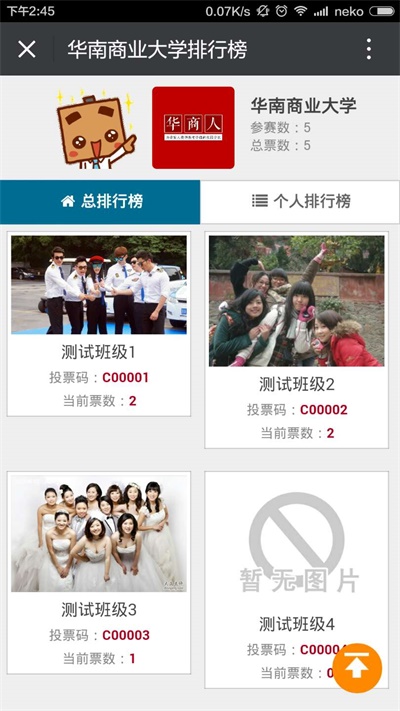 下午2:45
0.07K/s
neko
华南商业大学排行榜
华商人
华南商业大学
参赛数：5
总票数：5
总排行榜
个人排行榜
测试班级1
投票码：C00001
当前票数：2
测试班级2
投票码：C00002
当前票数：2
测试班级3
投票码：C00003
当前票数：1
暂无图片
测试班级4
投票码：C0000
当前票数：0